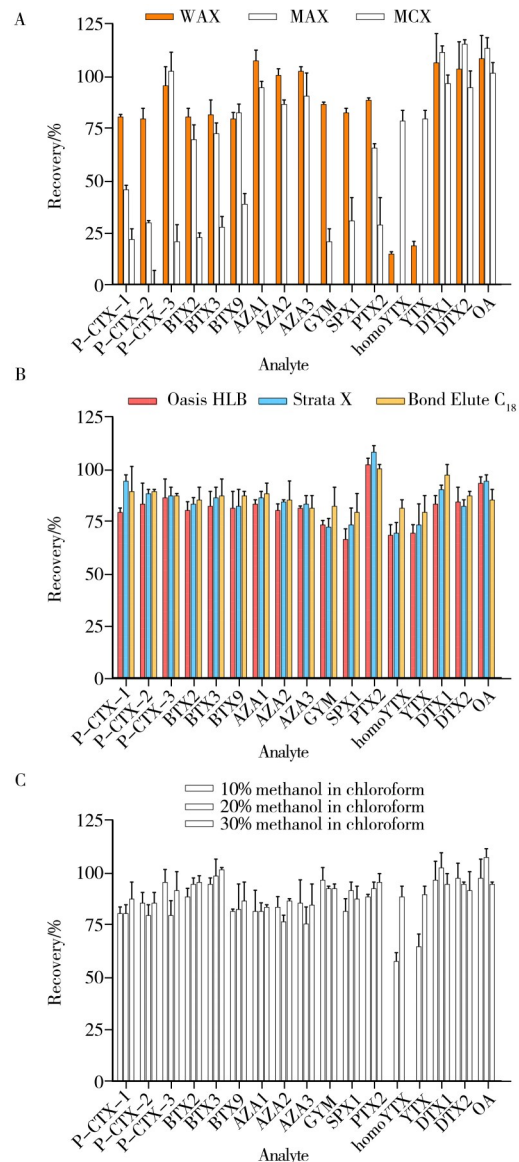 A
WAX MAX MCX
125
100
75
50
25
0
Recovery/%
P-CTX-1 P-CTX-2 P-CTX-3 BTX2 BTX3 BTX9 AZA1 AZA2 AZA3 GYM SPX1 PTX2 homoYTX YTX DTX1 DTX2 OA
Analyte
B
Oasis HLB Strata X Bond Elute C18
125
100
75
50
25
0
Recovery/%
P-CTX-1 P-CTX-2 P-CTX-3 BTX2 BTX3 BTX9 AZA1 AZA2 AZA3 GYM SPX1 PTX2 homoYTX YTX DTX1 DTX2 OA
Analyte
C
10% methanol in chloroform
20% methanol in chloroform
30% methanol in chloroform
125
100
75
50
25
0
Recovery/%
P-CTX-1 P-CTX-2 P-CTX-3 BTX2 BTX3 BTX9 AZA1 AZA2 AZA3 GYM SPX1 PTX2 homoYTX YTX DTX1 DTX2 OA
Analyte